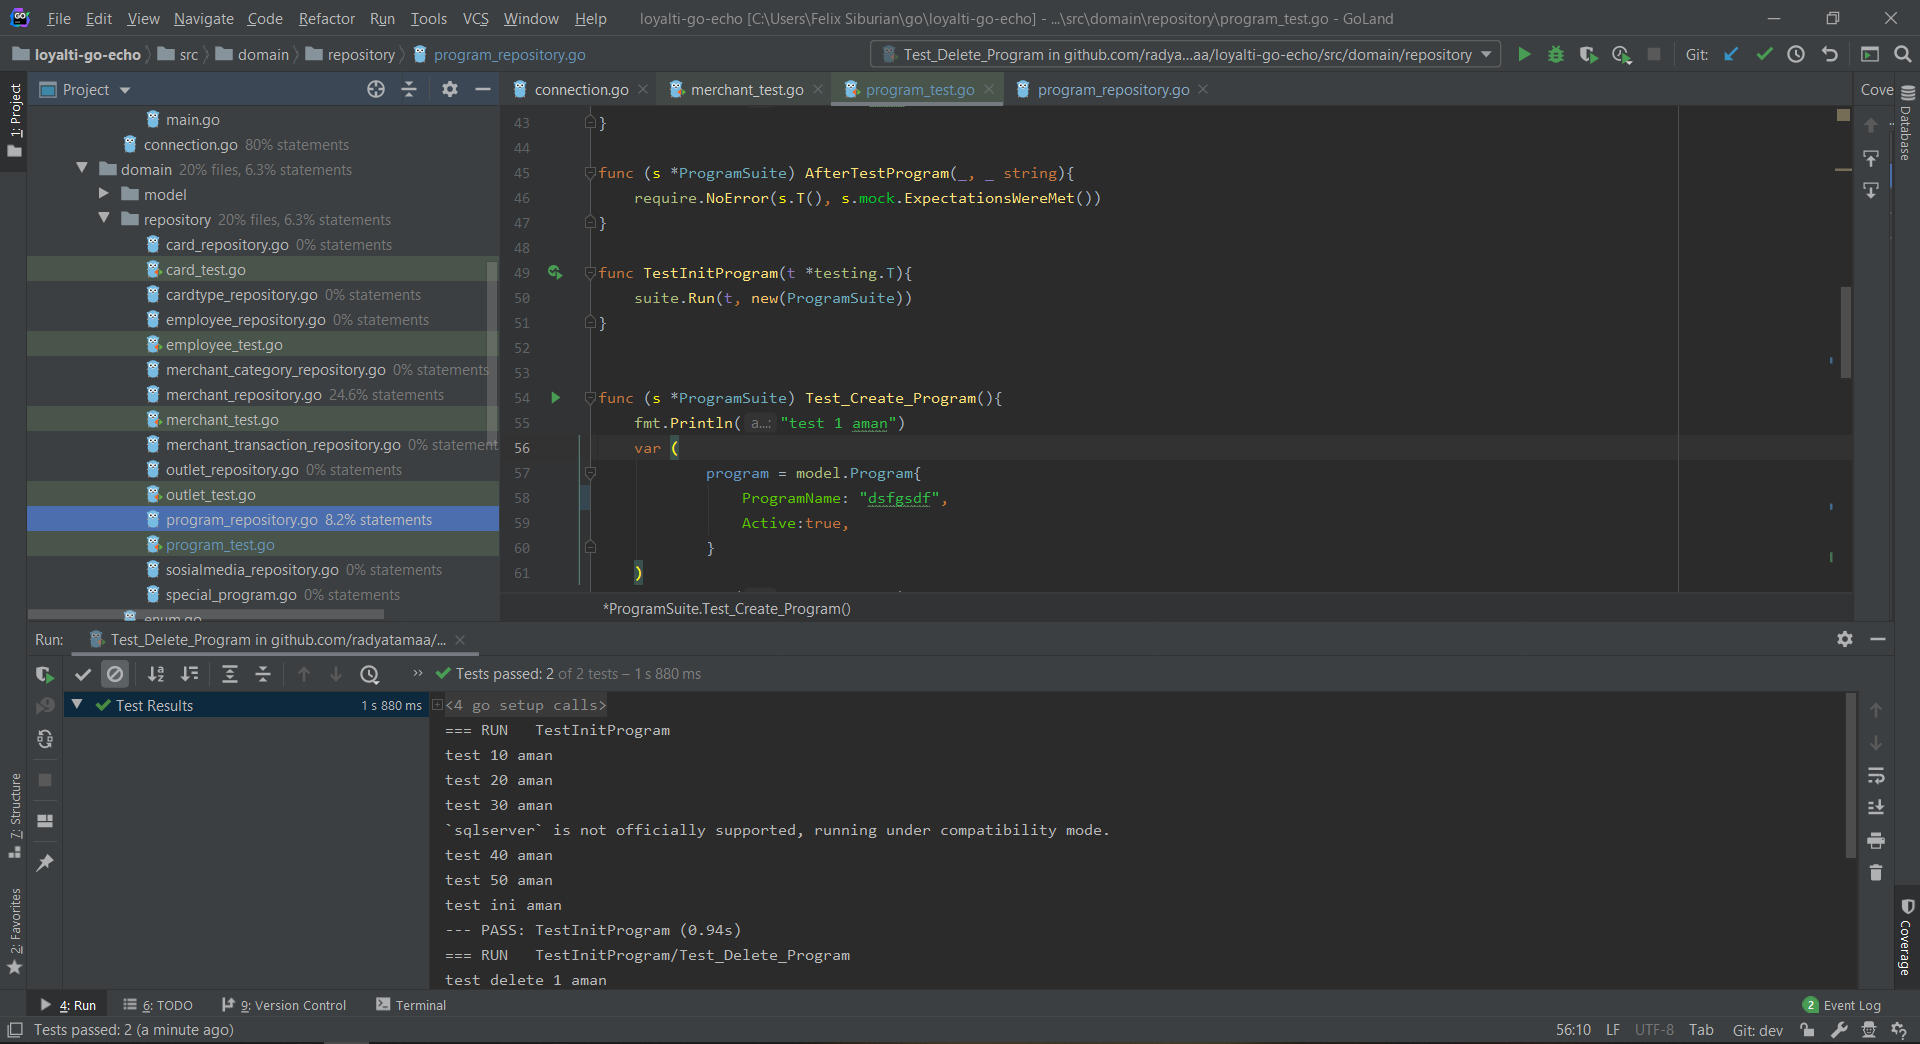 File Edit View Navigate Code Refactor Run Tools VCS Window Help loyalti-go-echo [C:\Users\Felix Siburian\go\loyalti-go-echo] - ...\src\domain\repository\program_test.go - GoLand
loyalti-go-echo src domain repository program_repository.go Test_Delete_Program in github.com/radya...aa/loyalti-go-echo/src/domain/repository Git:
1: Project
Project
connection.go merchant_test.go program_test.go program_repository.go Cove
Database
main.go
connection.go 80% statements
domain 20% files, 6.3% statements
model
repository 20% files, 6.3% statements
card_repository.go 0% statements
card_test.go
cardtype_repository.go 0% statements
employee_repository.go 0% statements
employee_test.go
merchant_category_repository.go 0% statements
merchant_repository.go 24.6% statements
merchant_test.go
merchant_transaction_repository.go 0% statement
outlet_repository.go 0% statements
outlet_test.go
program_repository.go 8.2% statements
program_test.go
sosialmedia_repository.go 0% statements
special_program.go 0% statements
enum.go
43 }
44
45 func (s *ProgramSuite) AfterTestProgram(_, _ string){
46 require.NoError(s.T(), s.mock.ExpectationsWereMet())
47 }
48
49 func TestInitProgram(t *testing.T){
50 suite.Run(t, new(ProgramSuite))
51 }
52
53
54 func (s *ProgramSuite) Test_Create_Program(){
55 fmt.Println( a...: "test 1 aman")
56 var (
57 program = model.Program{
58 ProgramName: "dsfgsdf",
59 Active:true,
60 }
61 )
*ProgramSuite.Test_Create_Program()
Run: Test_Delete_Program in github.com/radyatamaa/...
» Tests passed: 2 of 2 tests – 1 s 880 ms
Test Results 1 s 880 ms
<4 go setup calls>
=== RUN   TestInitProgram
test 10 aman
test 20 aman
test 30 aman
`sqlserver` is not officially supported, running under compatibility mode.
test 40 aman
test 50 aman
test ini aman
--- PASS: TestInitProgram (0.94s)
=== RUN   TestInitProgram/Test_Delete_Program
test delete 1 aman
7: Structure
2: Favorites
Coverage
4: Run 6: TODO 9: Version Control Terminal 2 Event Log
Tests passed: 2 (a minute ago) 56:10 LF UTF-8 Tab Git: dev